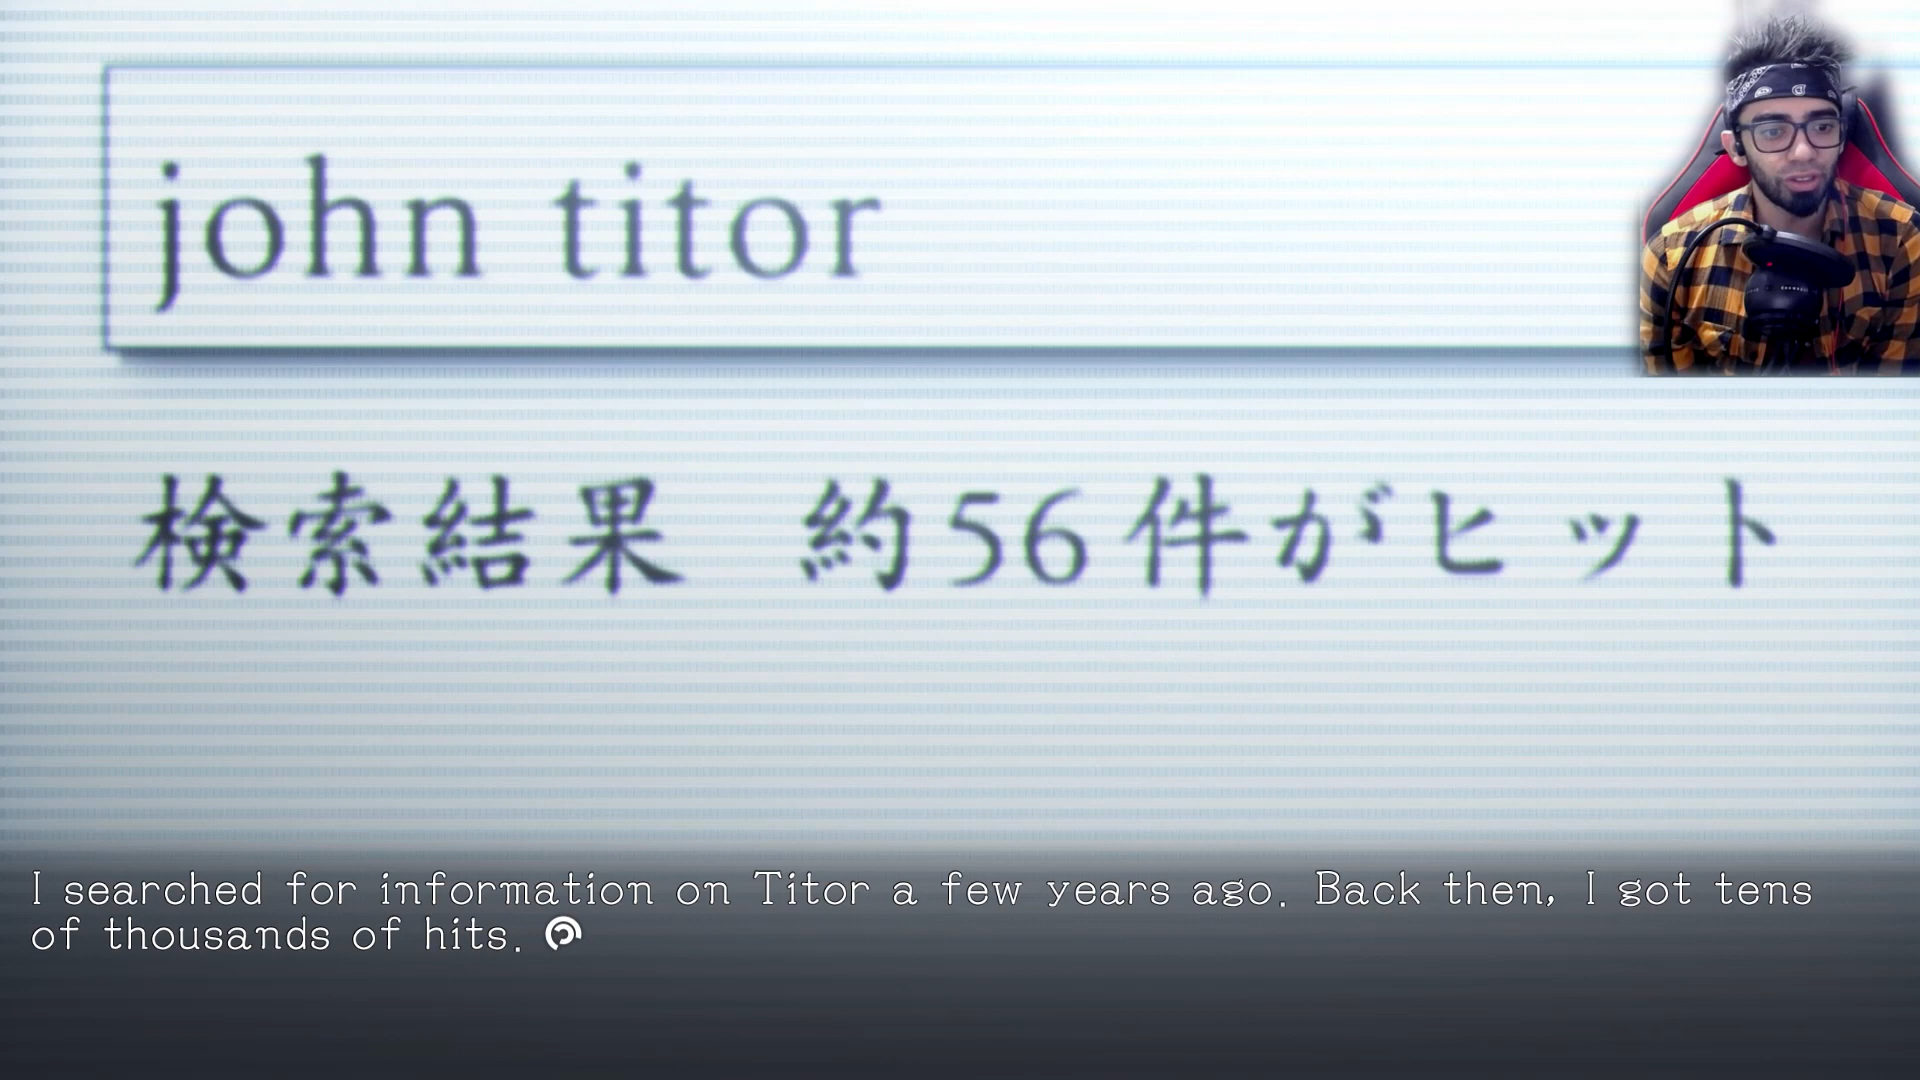 john titor
検索結果 約56件がヒット
I searched for information on Titor a few years ago. Back then, I got tens
of thousands of hits.